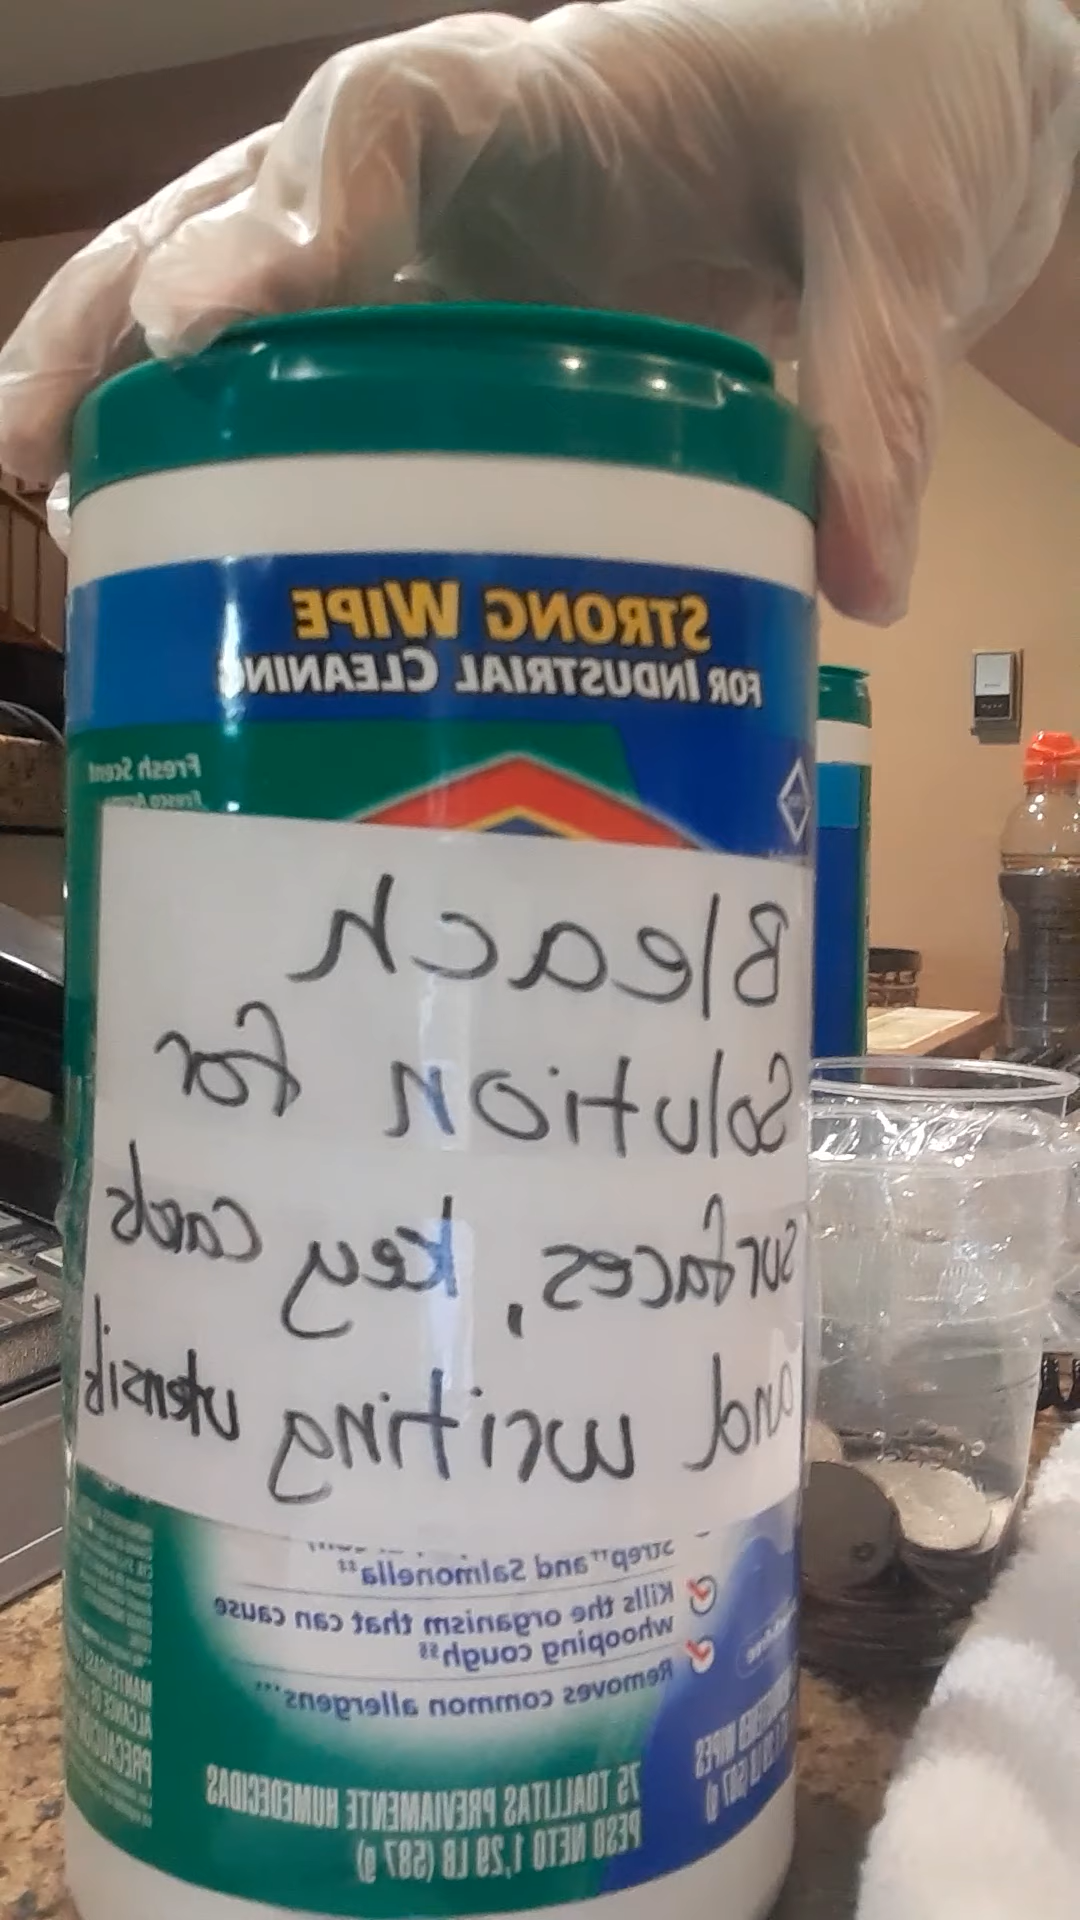 STRONG WIPE
FOR INDUSTRIAL CLEANING
Fresh Scent
Bleach
Solution for
surfaces, key cards
and writing utensils
strep†† and Salmonella‡‡
Kills the organism that can cause
whooping cough§§
Removes common allergens
75 TOALLITAS PREVIAMENTE HUMEDECIDAS
PESO NETO 1,29 LB (587 g)
WIPES